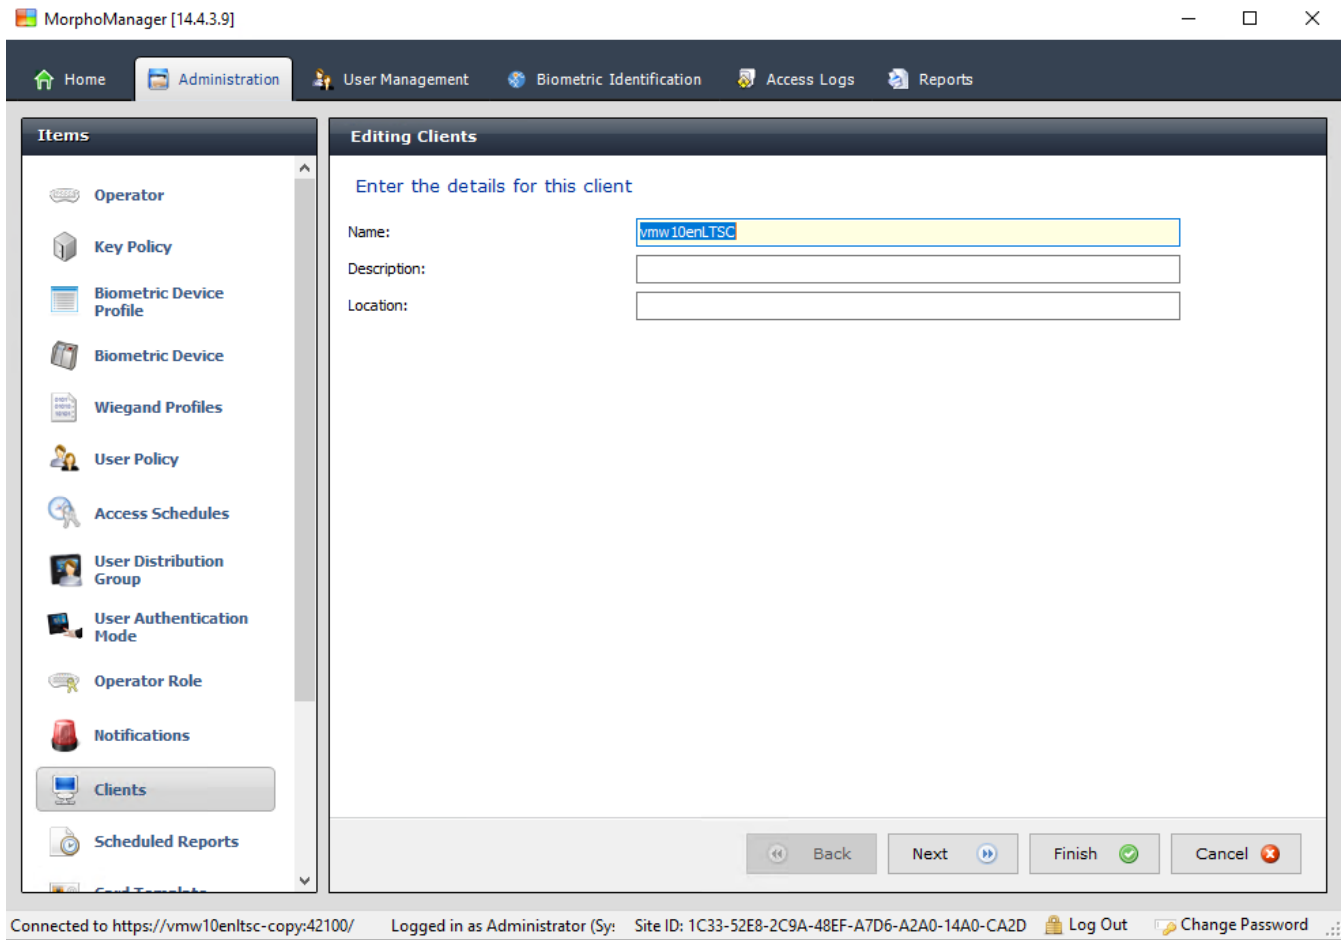 MorphoManager [14.4.3.9]
Home
Administration
User Management
Biometric Identification
Access Logs
Reports
Items
Operator
Key Policy
Biometric Device
Profile
Biometric Device
Wiegand Profiles
User Policy
Access Schedules
User Distribution
Group
User Authentication
Mode
Operator Role
Notifications
Clients
Scheduled Reports
Card Template
Editing Clients
Enter the details for this client
Name:
vmw10enLTSC
Description:
Location:
Back
Next
Finish
Cancel
Connected to https://vmw10enltsc-copy:42100/
Logged in as Administrator (Sy:
Site ID: 1C33-52E8-2C9A-48EF-A7D6-A2A0-14A0-CA2D
Log Out
Change Password